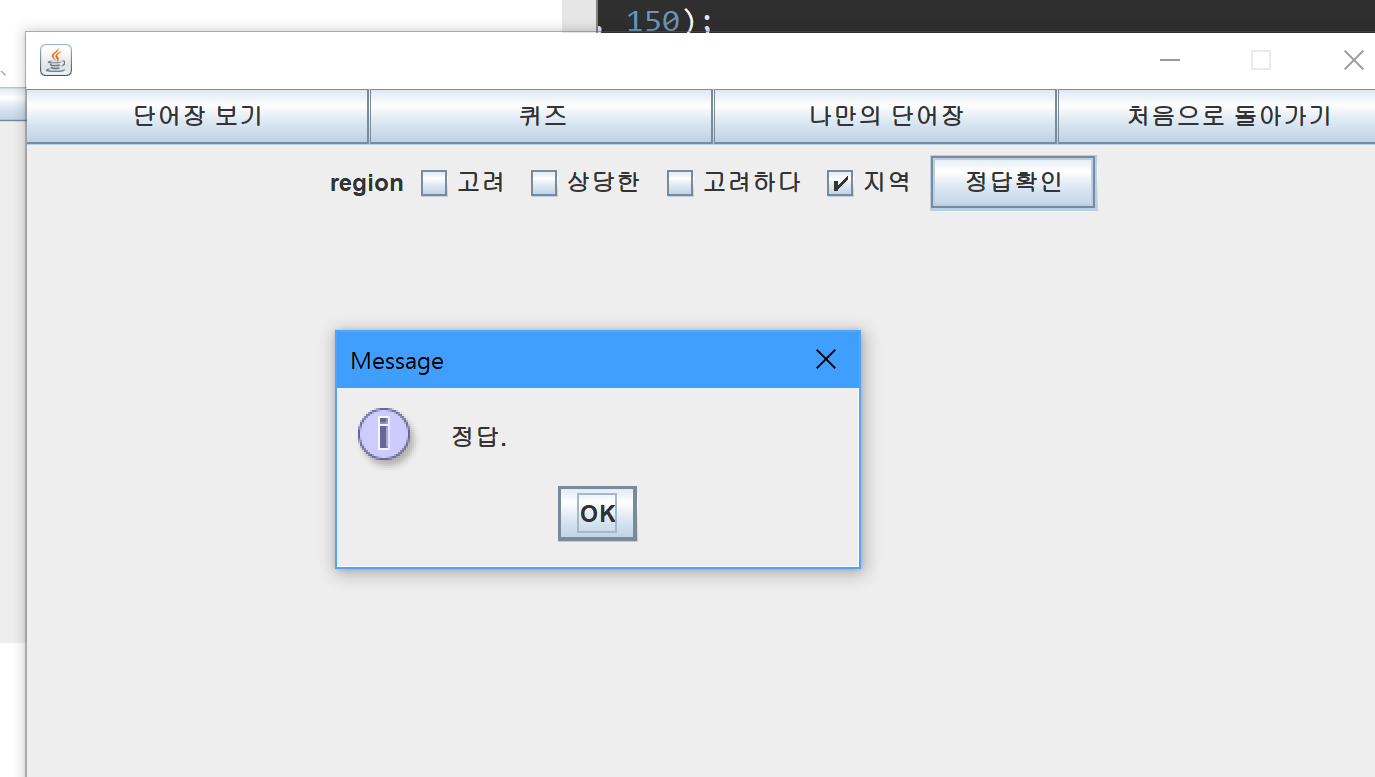 150);
단어장 보기 퀴즈 나만의 단어장 처음으로 돌아가기
region 고려 상당한 고려하다 지역 정답확인
Message
정답.
OK